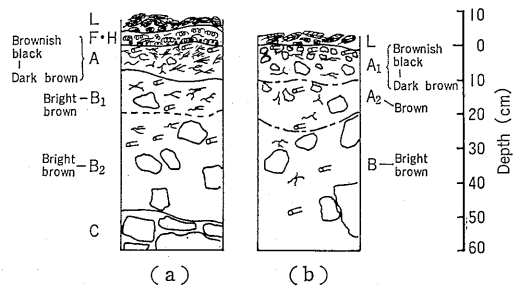 L
F・H
A
Brownish
black
|
Dark brown
Bright
brown
B1
Bright
brown
B2
C
(a)
L
A1
Brownish
black
|
Dark brown
A2
Brown
B
Bright
brown
(b)
10
0
10
20
30
40
50
60
Depth (cm)